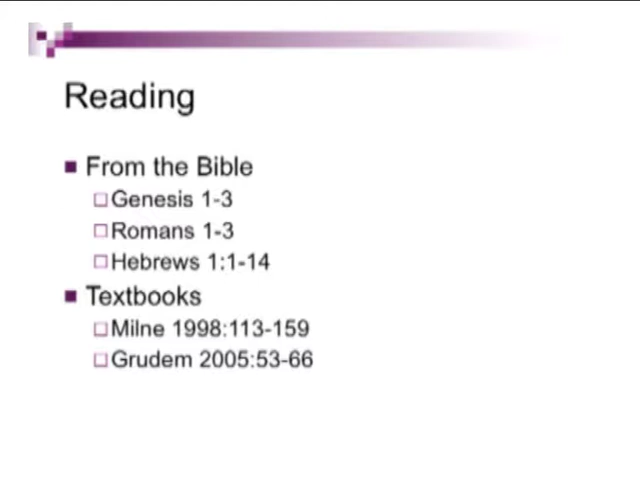 Reading
From the Bible
Genesis 1-3
Romans 1-3
Hebrews 1:1-14
Textbooks
Milne 1998:113-159
Grudem 2005:53-66